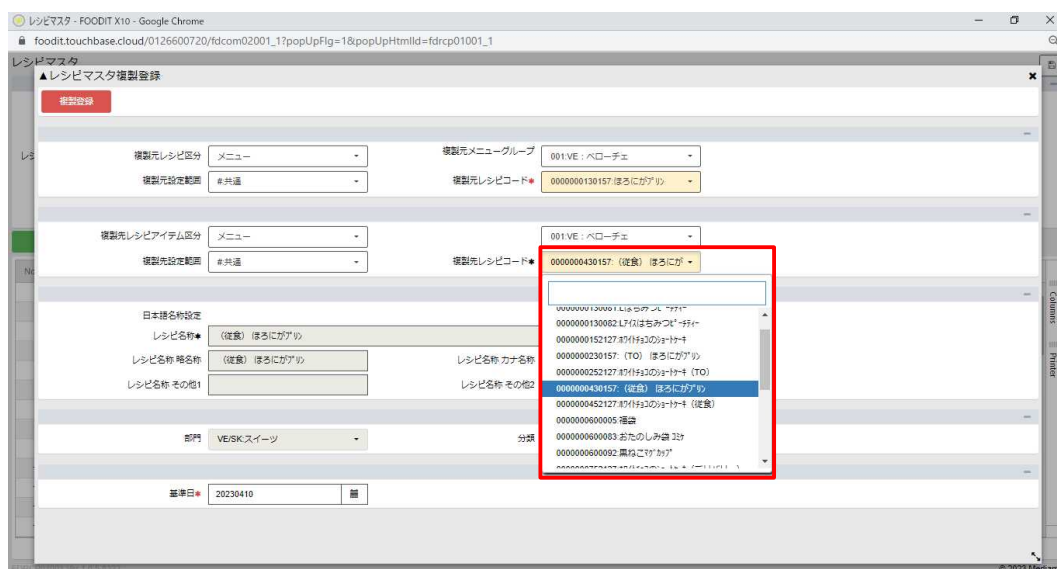 レシピマスタ - FOODIT X10 - Google Chrome
foodit.touchbase.cloud/0126600720/fdcom02001_1?popUpFlg=1&popUpHtmlId=fdrcp01001_1
レシピマスタ
▲レシピマスタ複製登録
複製登録
複製元レシピ区分 メニュー 複製元メニューグループ 001:VE : ベローチェ
複製元設定範囲 #:共通 複製元レシピコード* 0000000130157:ほろにがプリン
複製先レシピアイテム区分 メニュー 001:VE : ベローチェ
複製先設定範囲 #:共通 複製先レシピコード* 0000000430157:（従食） ほろにが
No
日本語名称設定
レシピ名称* （従食） ほろにがプリン
レシピ名称 略名称 （従食） ほろにがプリン レシピ名称 カナ名称
レシピ名称 その他1 レシピ名称 その他2
0000000130082:Lアイスはちみつピーチティー
0000000152127:ホワイトチョコのショートケーキ
0000000230157:（TO） ほろにがプリン
0000000252127:ホワイトチョコのショートケーキ（TO）
0000000430157:（従食） ほろにがプリン
0000000452127:ホワイトチョコのショートケーキ（従食）
0000000600005:福袋
0000000600083:おたのしみ袋 コミケ
0000000600092:黒ねこマグカップ
部門 VE/SK:スイーツ 分類
基準日* 20230410
Columns
Printer